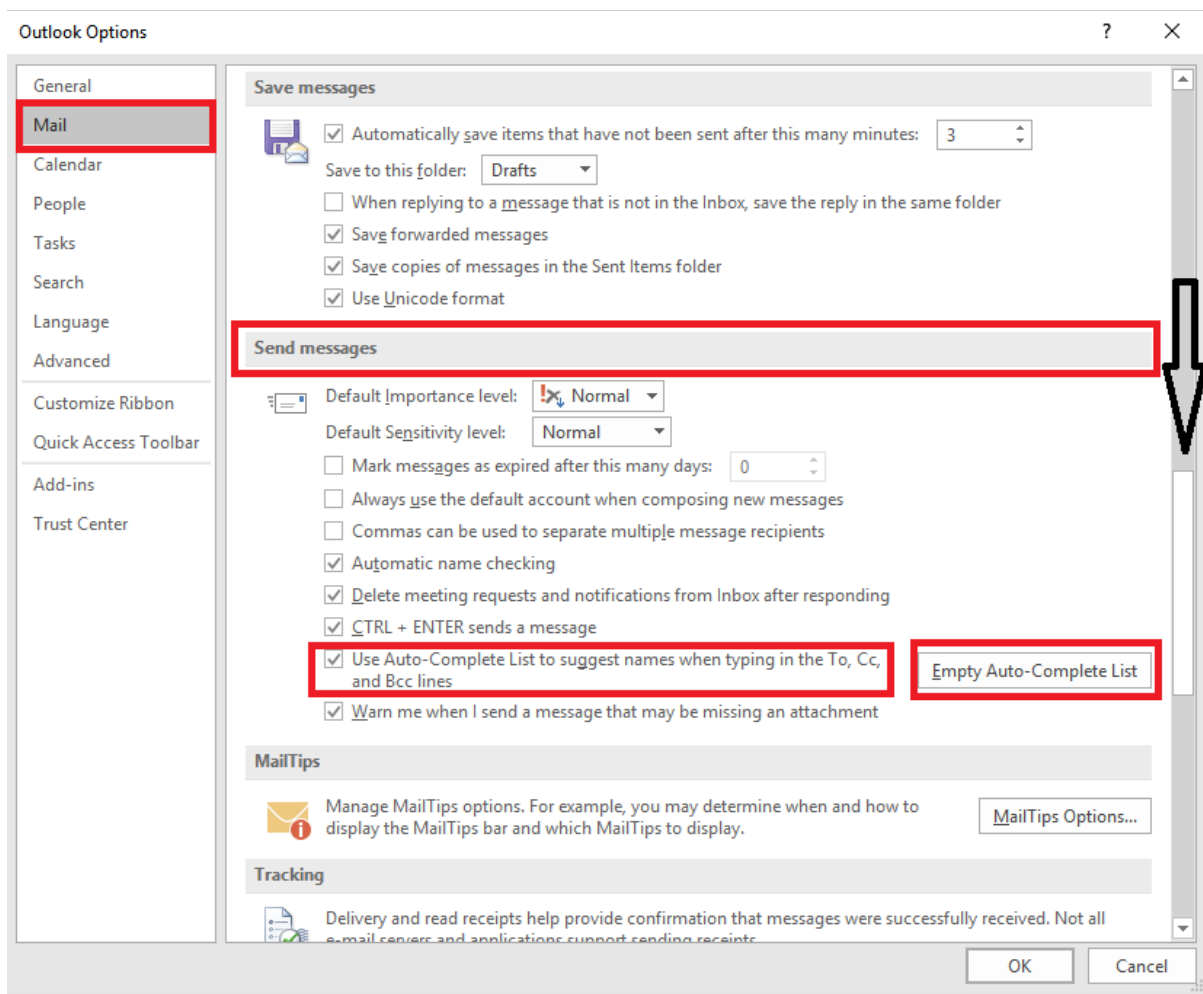 Outlook Options
?
General
Mail
Calendar
People
Tasks
Search
Language
Advanced
Customize Ribbon
Quick Access Toolbar
Add-ins
Trust Center
Save messages
Automatically save items that have not been sent after this many minutes: 3
Save to this folder: Drafts
When replying to a message that is not in the Inbox, save the reply in the same folder
Save forwarded messages
Save copies of messages in the Sent Items folder
Use Unicode format
Send messages
Default Importance level: Normal
Default Sensitivity level: Normal
Mark messages as expired after this many days: 0
Always use the default account when composing new messages
Commas can be used to separate multiple message recipients
Automatic name checking
Delete meeting requests and notifications from Inbox after responding
CTRL + ENTER sends a message
Use Auto-Complete List to suggest names when typing in the To, Cc,
and Bcc lines
Empty Auto-Complete List
Warn me when I send a message that may be missing an attachment
MailTips
Manage MailTips options. For example, you may determine when and how to
display the MailTips bar and which MailTips to display.
MailTips Options...
Tracking
Delivery and read receipts help provide confirmation that messages were successfully received. Not all
e-mail servers and applications support sending receipts.
OK
Cancel